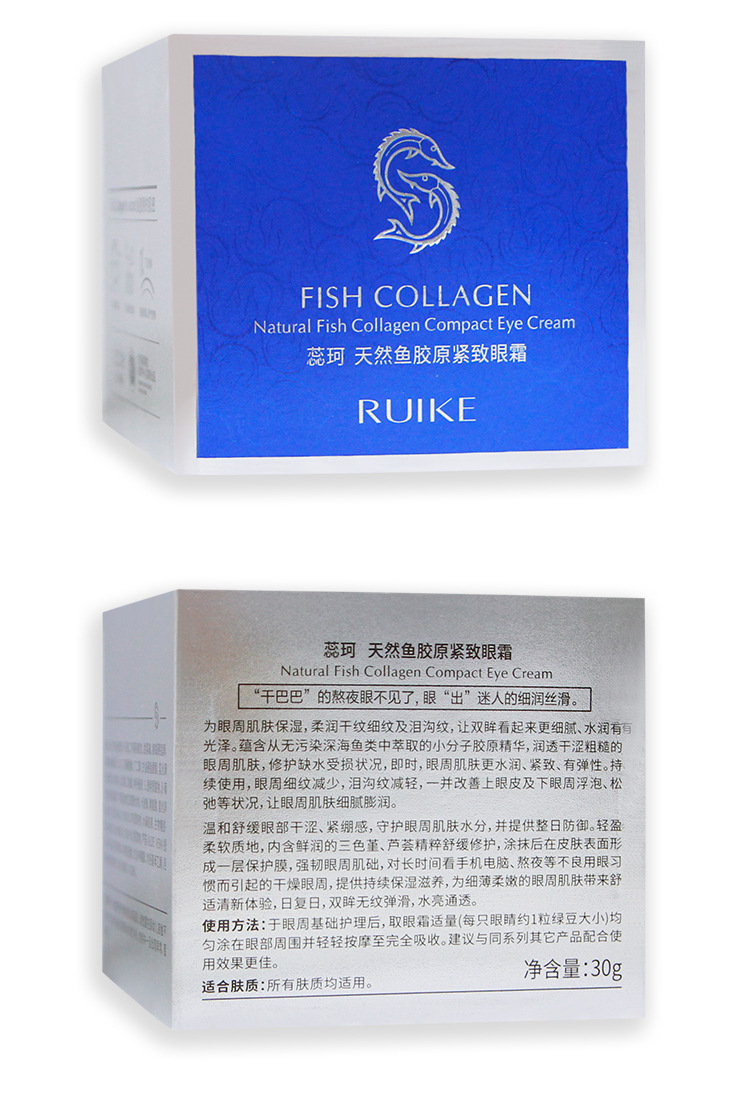 FISH COLLAGEN
Natural Fish Collagen Compact Eye Cream
蕊珂 天然鱼胶原紧致眼霜
RUIKE
蕊珂 天然鱼胶原紧致眼霜
Natural Fish Collagen Compact Eye Cream
“干巴巴”的熬夜眼不见了,眼“出”迷人的细润丝滑。
为眼周肌肤保湿,柔润干纹细纹及泪沟纹,让双眸看起来更细腻、水润有
光泽。蕴含从无污染深海鱼类中萃取的小分子胶原精华,润透干涩粗糙的
眼周肌肤,修护缺水受损状况,即时,眼周肌肤更水润、紧致、有弹性。持
续使用,眼周细纹减少,泪沟纹减轻,一并改善上眼皮及下眼周浮泡、松
弛等状况,让眼周肌肤细腻膨润。
温和舒缓眼部干涩、紧绷感,守护眼周肌肤水分,并提供整日防御。轻盈
柔软质地,内含鲜润的三色堇、芦荟精粹舒缓修护,涂抹后在皮肤表面形
成一层保护膜,强韧眼周肌础,对长时间看手机电脑、熬夜等不良用眼习
惯而引起的干燥眼周,提供持续保湿滋养,为细薄柔嫩的眼周肌肤带来舒
适清新体验,日复日,双眸无纹弹滑,水亮通透。
使用方法:于眼周基础护理后,取眼霜适量(每只眼睛约1粒绿豆大小)均
匀涂在眼部周围并轻轻按摩至完全吸收。建议与同系列其它产品配合使
用效果更佳。
适合肤质:所有肤质均适用。
净含量:30g